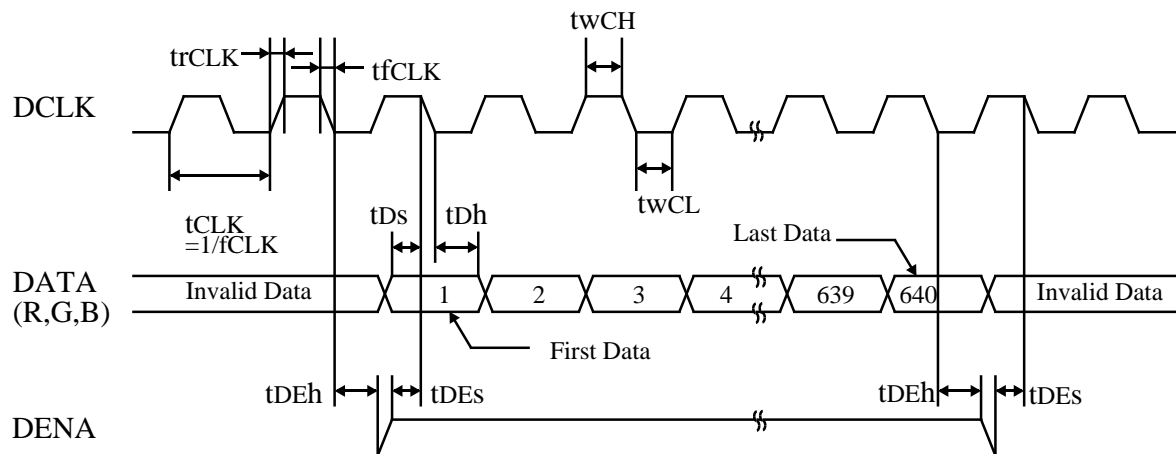 twCH
trCLK
tfCLK
DCLK
twCL
tDs
tDh
tCLK
=1/fCLK
Last Data
DATA
(R,G,B)
Invalid Data 1 2 3 4 639 640 Invalid Data
First Data
tDEh tDEs tDEh tDEs
DENA